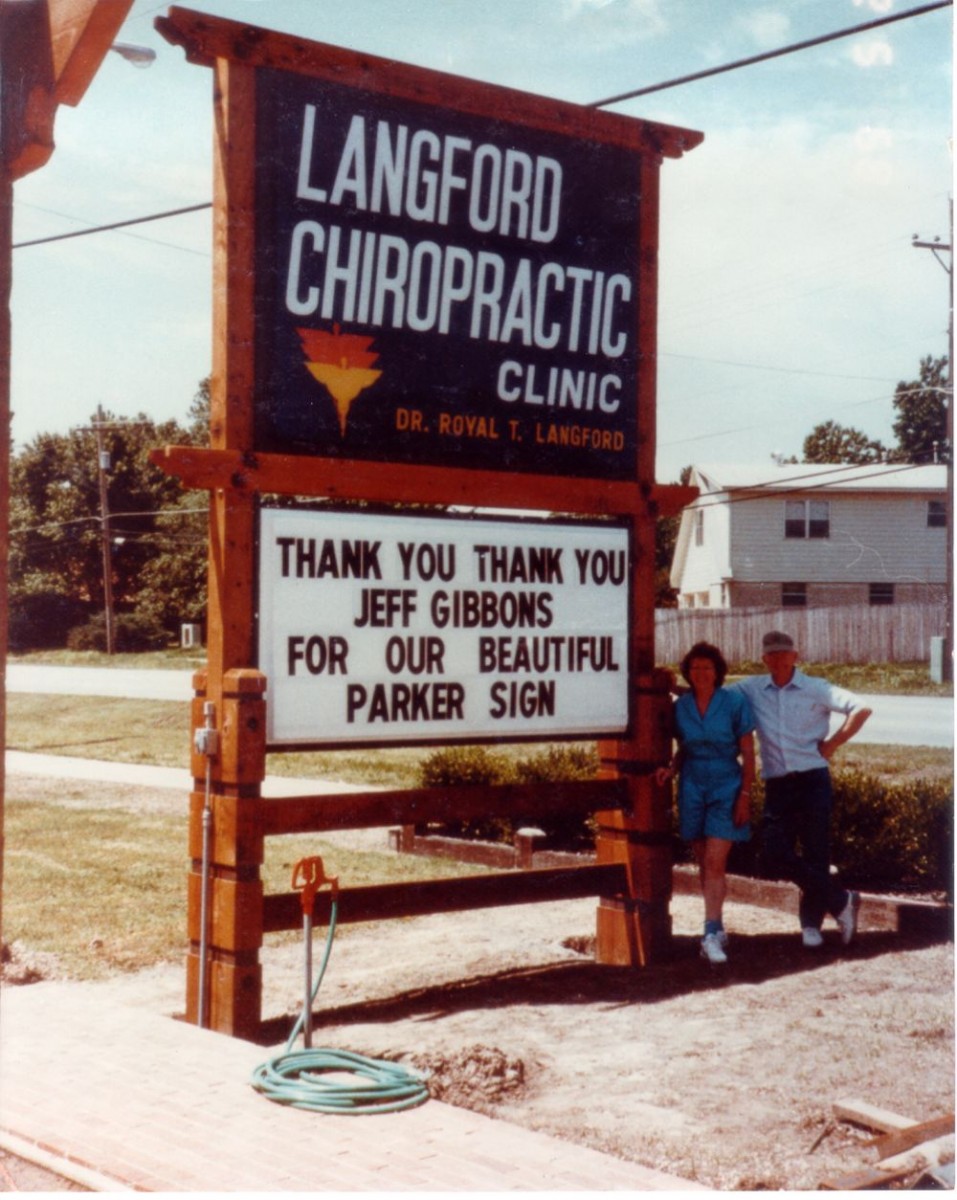 LANGFORD
CHIROPRACTIC
CLINIC
DR. ROYAL T. LANGFORD
THANK YOU THANK YOU
JEFF GIBBONS
FOR OUR BEAUTIFUL
PARKER SIGN